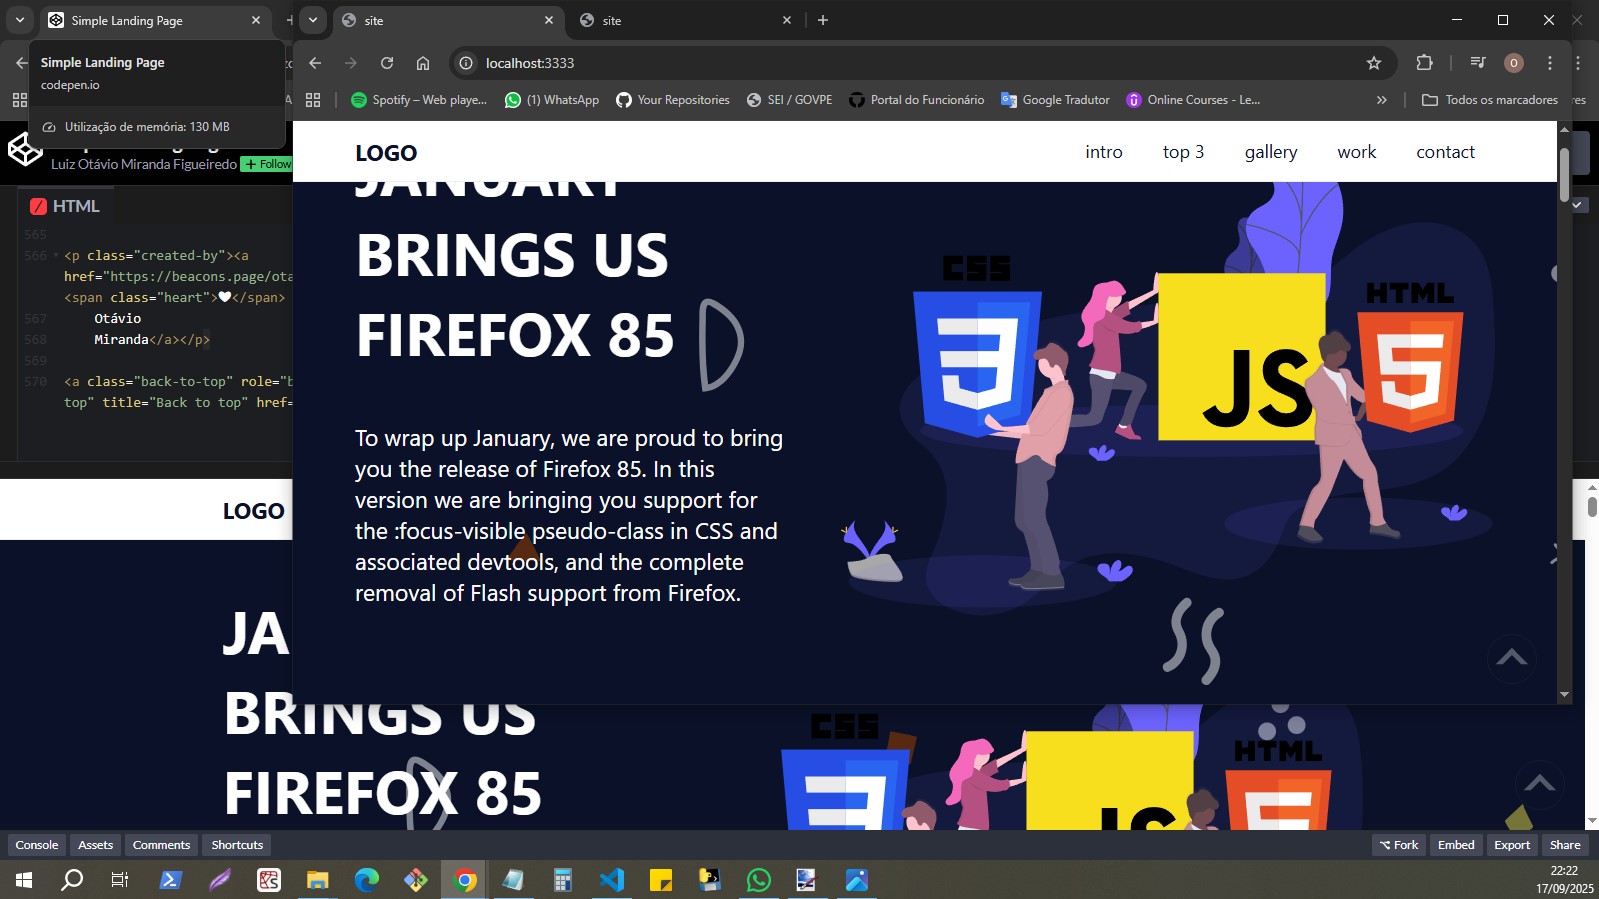 Simple Landing Page
site
site
Simple Landing Page
codepen.io
Utilização de memória: 130 MB
localhost:3333
O
Spotify – Web playe...
(1) WhatsApp
Your Repositories
SEI / GOVPE
Portal do Funcionário
Google Tradutor
Online Courses - Le...
»
Todos os marcadores
res
Luiz Otávio Miranda Figueiredo
+ Follow
HTML
565
566
<p class="created-by"><a
href="https://beacons.page/ota
<span class="heart">🤍</span>
567
Otávio
568
Miranda</a></p>
569
570
<a class="back-to-top" role="b
top" title="Back to top" href=
LOGO
intro
top 3
gallery
work
contact
JANUARY
BRINGS US
FIREFOX 85
To wrap up January, we are proud to bring
you the release of Firefox 85. In this
version we are bringing you support for
the :focus-visible pseudo-class in CSS and
associated devtools, and the complete
removal of Flash support from Firefox.
CSS
JS
HTML
LOGO
JA
BRINGS US
FIREFOX 85
CSS
JS
HTML
Console
Assets
Comments
Shortcuts
Fork
Embed
Export
Share
22:22
17/09/2025